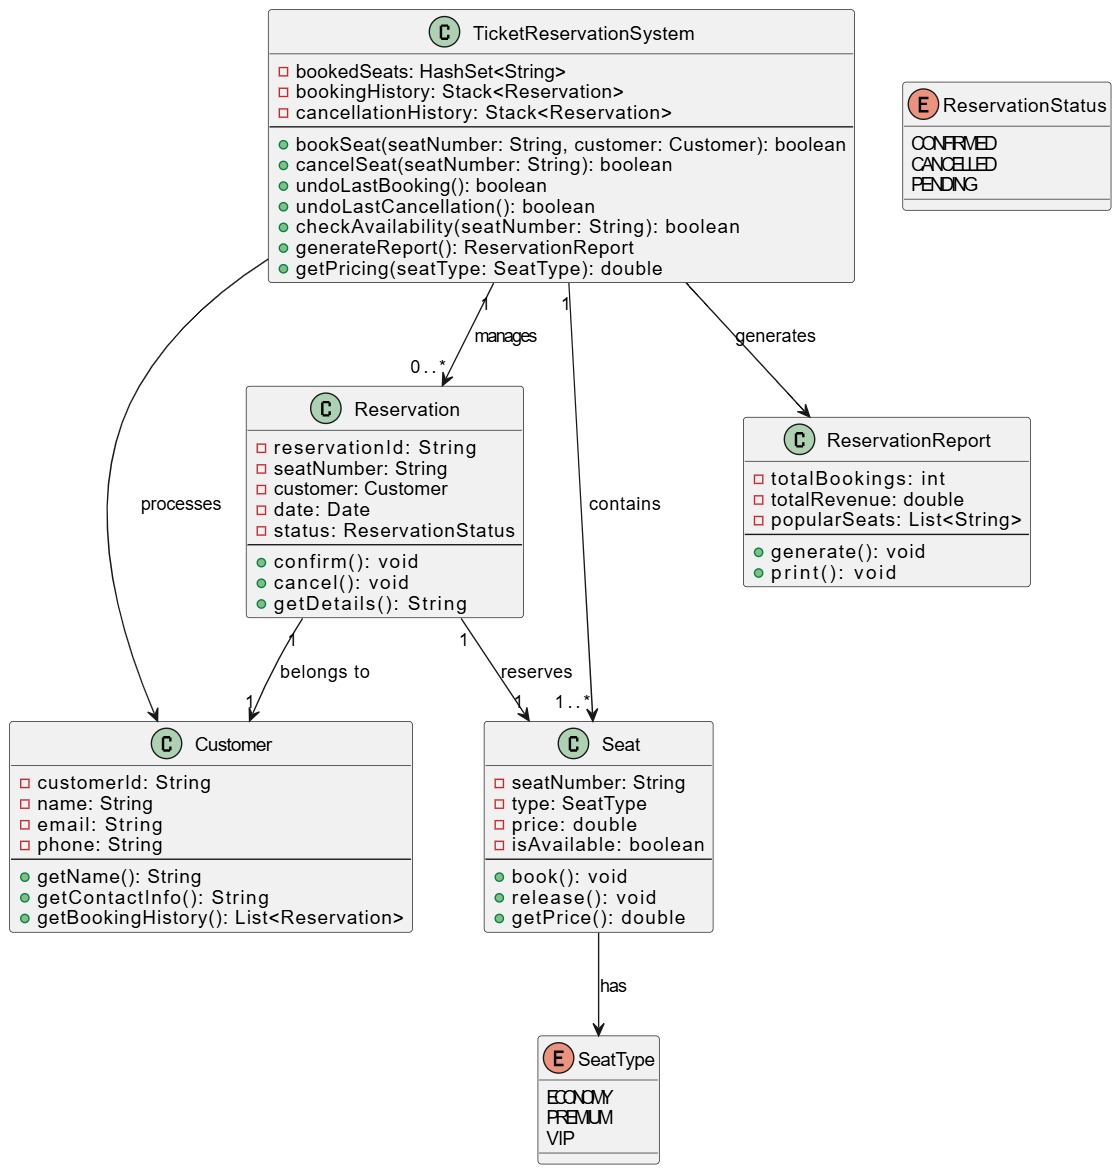 C TicketReservationSystem
bookedSeats: HashSet<String>
bookingHistory: Stack<Reservation>
cancellationHistory: Stack<Reservation>
bookSeat(seatNumber: String, customer: Customer): boolean
cancelSeat(seatNumber: String): boolean
undoLastBooking(): boolean
undoLastCancellation(): boolean
checkAvailability(seatNumber: String): boolean
generateReport(): ReservationReport
getPricing(seatType: SeatType): double
E ReservationStatus
CONFIRMED
CANCELLED
PENDING
1
1
manages
generates
0..*
C Reservation
reservationId: String
seatNumber: String
customer: Customer
date: Date
status: ReservationStatus
confirm(): void
cancel(): void
getDetails(): String
processes
contains
C ReservationReport
totalBookings: int
totalRevenue: double
popularSeats: List<String>
generate(): void
print(): void
1
1
belongs to
reserves
1
1
1..*
C Customer
customerId: String
name: String
email: String
phone: String
getName(): String
getContactInfo(): String
getBookingHistory(): List<Reservation>
C Seat
seatNumber: String
type: SeatType
price: double
isAvailable: boolean
book(): void
release(): void
getPrice(): double
has
E SeatType
ECONOMY
PREMIUM
VIP